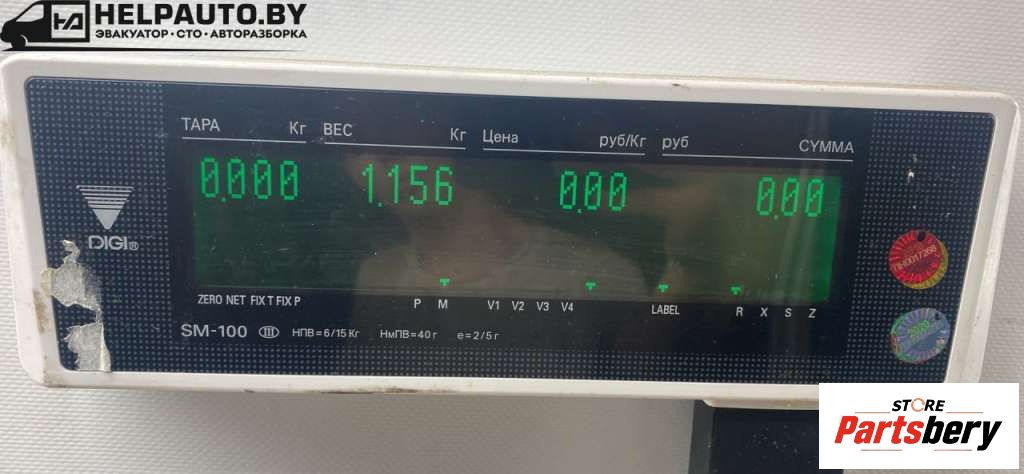 HELPAUTO.BY
ЭВАКУАТОР•СТО•АВТОРАЗБОРКА
ТАРА Кг ВЕС Кг Цена руб/Кг руб СУММА
0.000 1.156 0.00 0.00
DIGI®
ZERO NET FIX T FIX P P M V1 V2 V3 V4 LABEL R X S Z
SM-100 III НПВ=6/15 Кг НмПВ=40 г е=2/5 г
2020
STORE
Partsbery